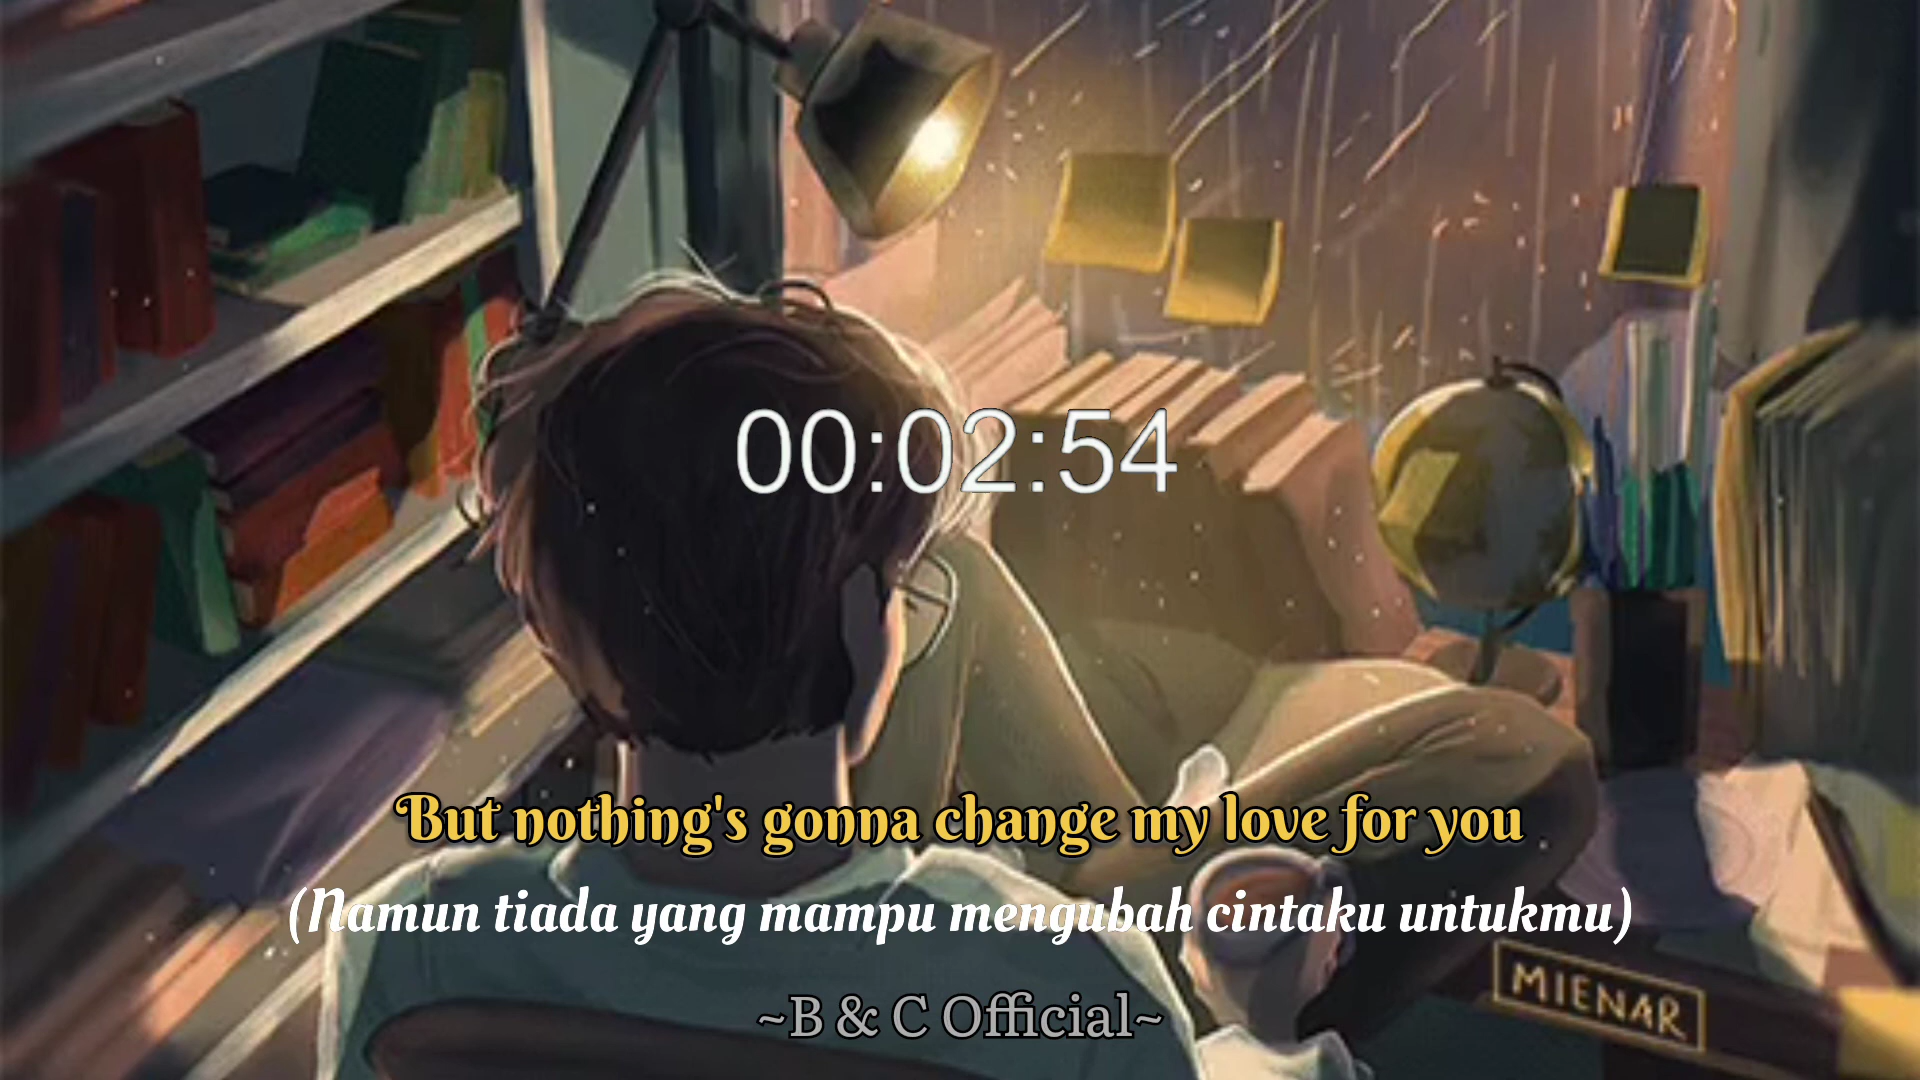 00:02:54
But nothing's gonna change my love for you
(Namun tiada yang mampu mengubah cintaku untukmu)
~B & C Official~
MIENAR